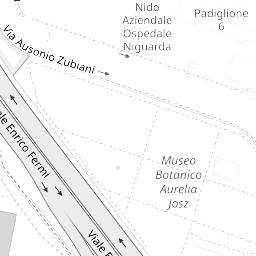 Nido
Aziendale
Ospedale
Niguarda
Padiglione
6
Via Ausonio Zubiani
Enrico Fermi
Museo
Botanico
Aurelia
Josz
Viale